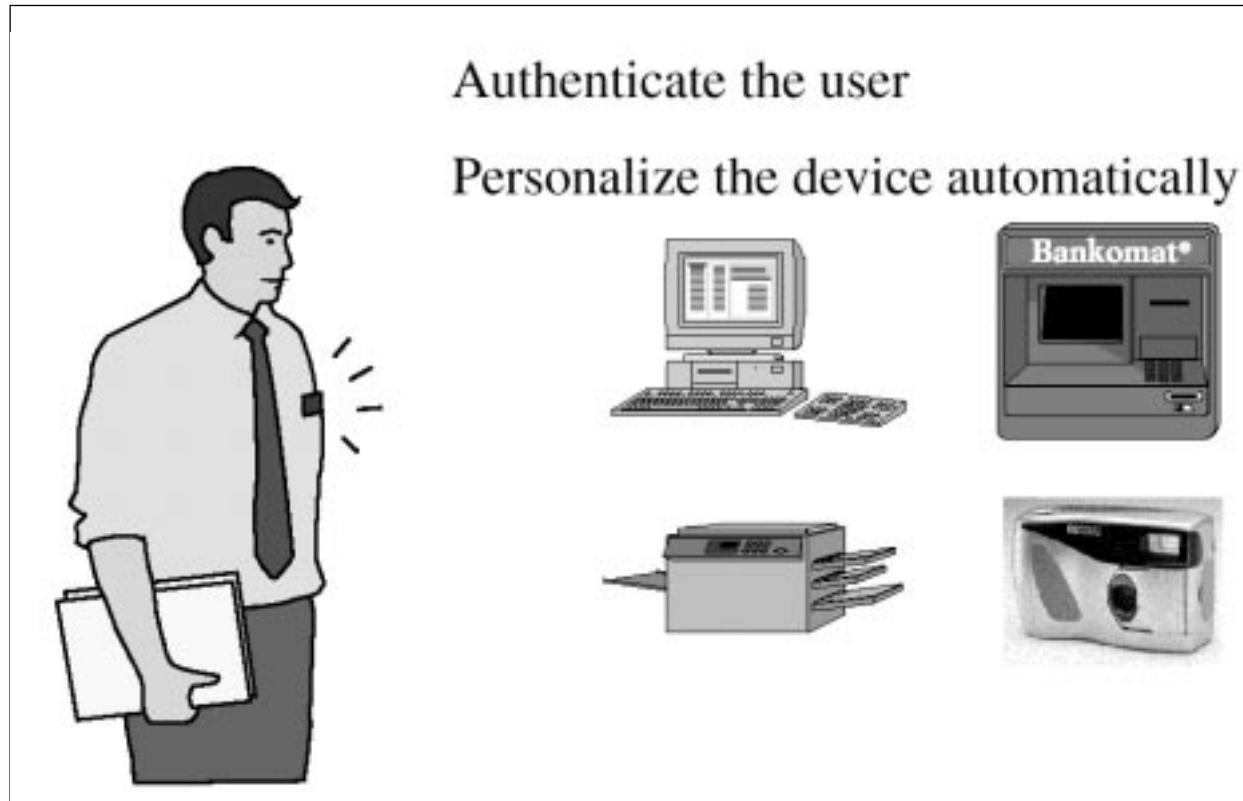 Authenticate the user
Personalize the device automatically
Bankomat®